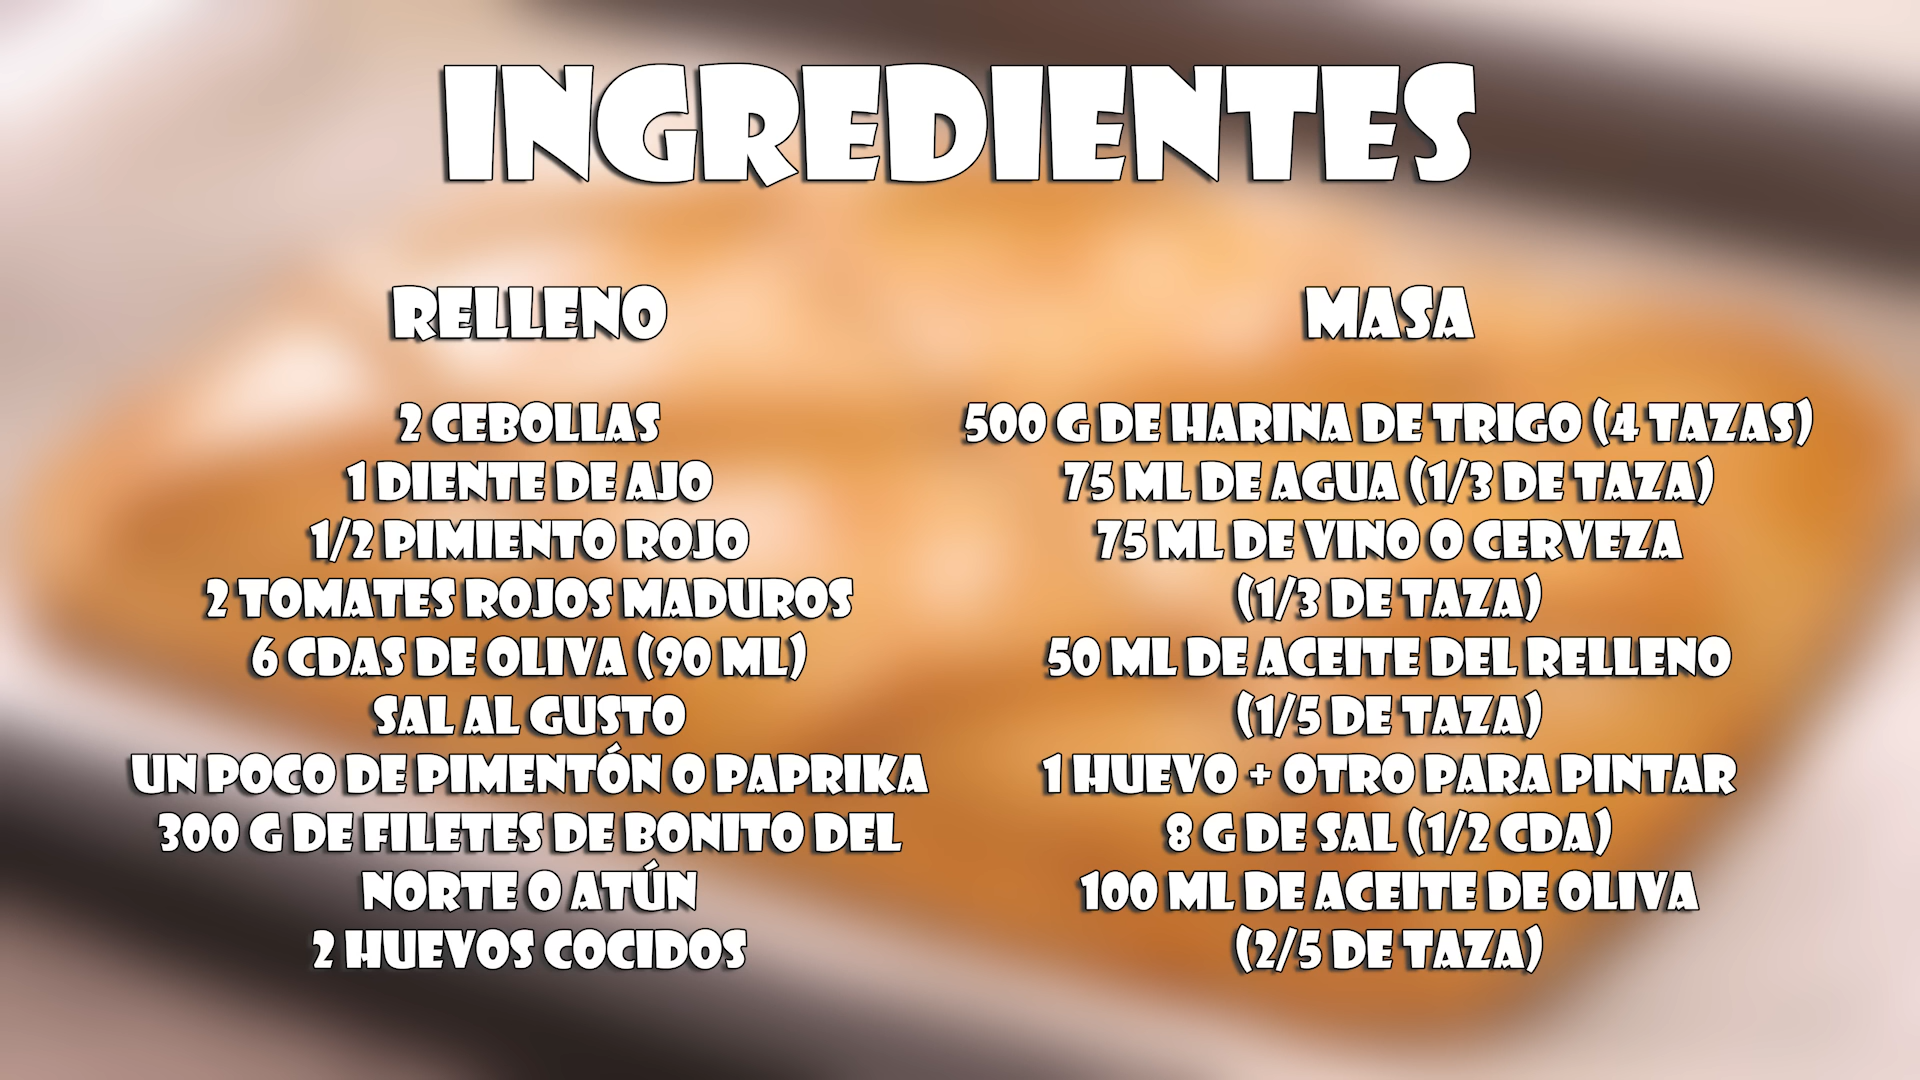 INGREDIENTES
RELLENO
2 CEBOLLAS
1 DIENTE DE AJO
1/2 PIMIENTO ROJO
2 TOMATES ROJOS MADUROS
6 CDAS DE OLIVA (90 ML)
SAL AL GUSTO
UN POCO DE PIMENTÓN O PAPRIKA
300 G DE FILETES DE BONITO DEL
NORTE O ATÚN
2 HUEVOS COCIDOS
MASA
500 G DE HARINA DE TRIGO (4 TAZAS)
75 ML DE AGUA (1/3 DE TAZA)
75 ML DE VINO O CERVEZA
(1/3 DE TAZA)
50 ML DE ACEITE DEL RELLENO
(1/5 DE TAZA)
1 HUEVO + OTRO PARA PINTAR
8 G DE SAL (1/2 CDA)
100 ML DE ACEITE DE OLIVA
(2/5 DE TAZA)